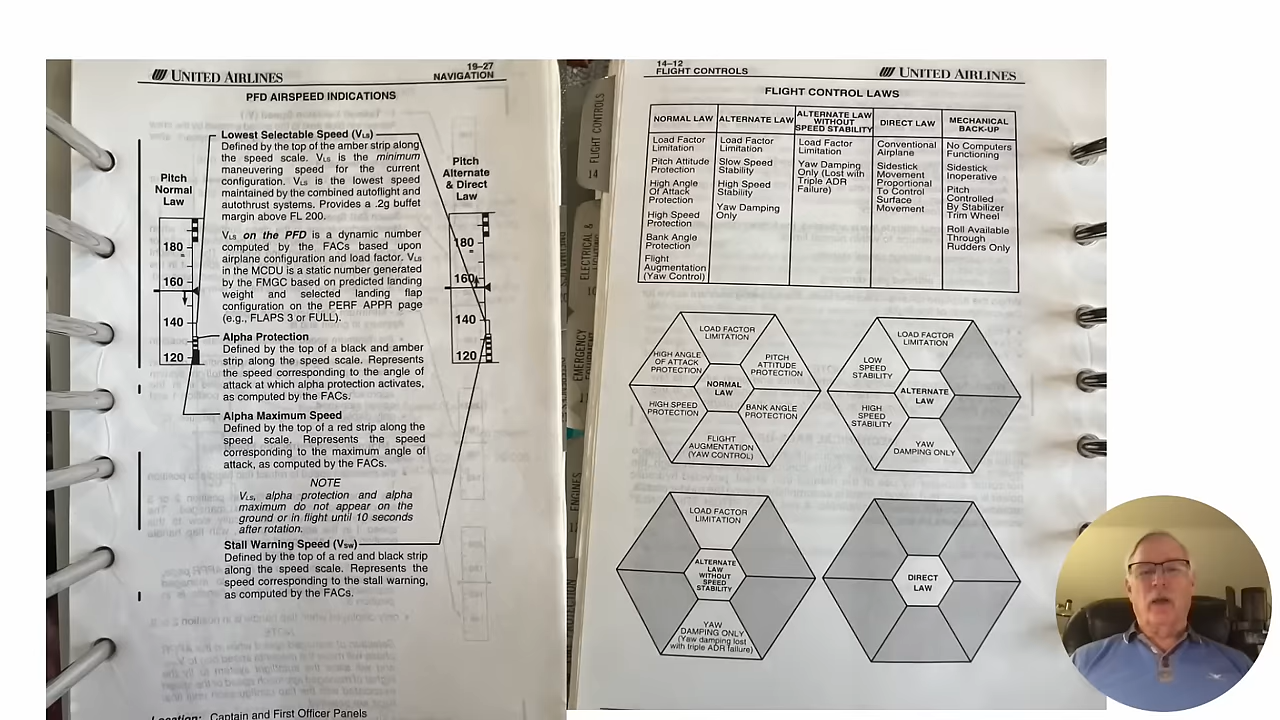 19–27
UNITED AIRLINES
NAVIGATION
PFD AIRSPEED INDICATIONS
Lowest Selectable Speed (VLS)
Defined by the top of the amber strip along
the speed scale. VLS is the minimum
maneuvering speed for the current
configuration. VLS is the lowest speed
maintained by the combined autoflight and
autothrust systems. Provides a .2g buffet
margin above FL 200.
VLS on the PFD is a dynamic number
computed by the FACs based upon
airplane configuration and load factor. VLS
in the MCDU is a static number generated
by the FMGC based on predicted landing
weight and selected landing flap
configuration on the PERF APPR page
(e.g., FLAPS 3 or FULL).
Alpha Protection
Defined by the top of a black and amber
strip along the speed scale. Represents
the speed corresponding to the angle of
attack at which alpha protection activates,
as computed by the FACs.
Alpha Maximum Speed
Defined by the top of a red strip along the
speed scale. Represents the speed
corresponding to the maximum angle of
attack, as computed by the FACs.
NOTE
VLS, alpha protection and alpha
maximum do not appear on the
ground or in flight until 10 seconds
after rotation.
Stall Warning Speed (VSW)
Defined by the top of a red and black strip
along the speed scale. Represents the
speed corresponding to the stall warning,
as computed by the FACs.
Location: Captain and First Officer Panels
Pitch
Normal
Law
180
160
140
120
Pitch
Alternate
& Direct
Law
180
160
140
120
14 FLIGHT CONTROLS
ELECTRICAL &
EMERGENCY
ENGINES
14–12
FLIGHT CONTROLS
UNITED AIRLINES
FLIGHT CONTROL LAWS
NORMAL LAW
Load Factor
Limitation
Pitch Attitude
Protection
High Angle
Of Attack
Protection
High Speed
Protection
Bank Angle
Protection
Flight
Augmentation
(Yaw Control)
ALTERNATE LAW
Load Factor
Limitation
Slow Speed
Stability
High Speed
Stability
Yaw Damping
Only
ALTERNATE LAW
WITHOUT
SPEED STABILITY
Load Factor
Limitation
Yaw Damping
Only (Lost with
Triple ADR
Failure)
DIRECT LAW
Conventional
Airplane
Sidestick
Movement
Proportional
To Control
Surface
Movement
MECHANICAL
BACK-UP
No Computers
Functioning
Sidestick
Inoperative
Pitch
Controlled
By Stabilizer
Trim Wheel
Roll Available
Through
Rudders Only
LOAD FACTOR
LIMITATION
HIGH ANGLE
OF ATTACK
PROTECTION
PITCH
ATTITUDE
PROTECTION
NORMAL
LAW
HIGH SPEED
PROTECTION
BANK ANGLE
PROTECTION
FLIGHT
AUGMENTATION
(YAW CONTROL)
LOAD FACTOR
LIMITATION
LOW
SPEED
STABILITY
ALTERNATE
LAW
HIGH
SPEED
STABILITY
YAW
DAMPING ONLY
LOAD FACTOR
LIMITATION
ALTERNATE
LAW
WITHOUT
SPEED
STABILITY
YAW
DAMPING ONLY
(Yaw damping lost
with triple ADR failure)
DIRECT
LAW